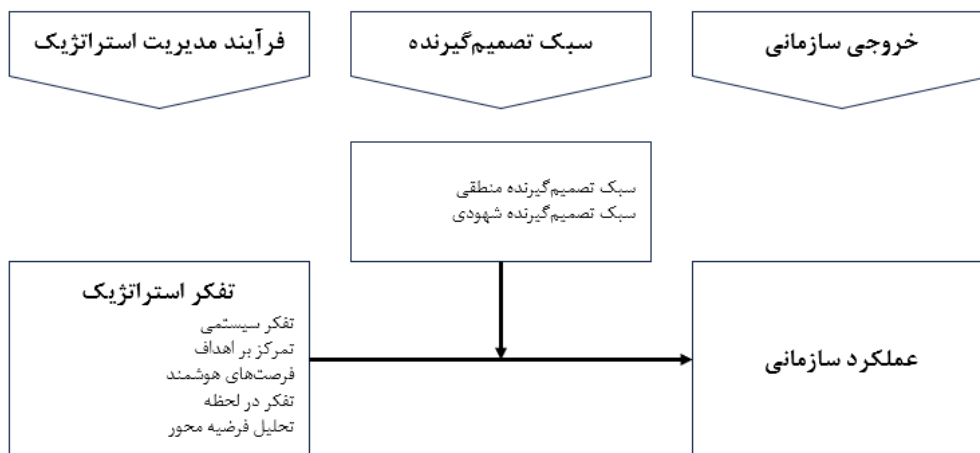 فرآیند مدیریت استراتژیک
سبک تصمیم‌گیرنده
خروجی سازمانی
سبک تصمیم‌گیرنده منطقی
سبک تصمیم‌گیرنده شهودی
تفکر استراتژیک
تفکر سیستمی
تمرکز بر اهداف
فرصت‌های هوشمند
تفکر در لحظه
تحلیل فرضیه محور
عملکرد سازمانی